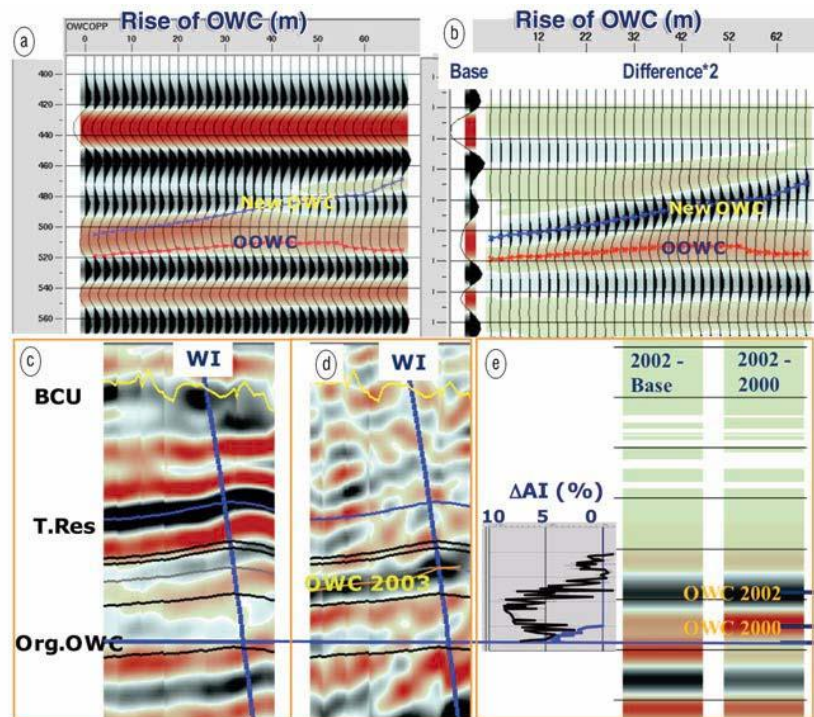 a
OWCOPP
Rise of OWC (m)
0 10 20 30 40 50 60
400
420
440
460
480
500
520
540
560
New OWC
OOWC
b
Rise of OWC (m)
12 22 32 42 52 62
Base
Difference*2
New OWC
OOWC
c
WI
BCU
T.Res
Org.OWC
d
WI
OWC 2003
e
2002 - Base
2002 - 2000
ΔAI (%)
10 5 0
OWC 2002
OWC 2000